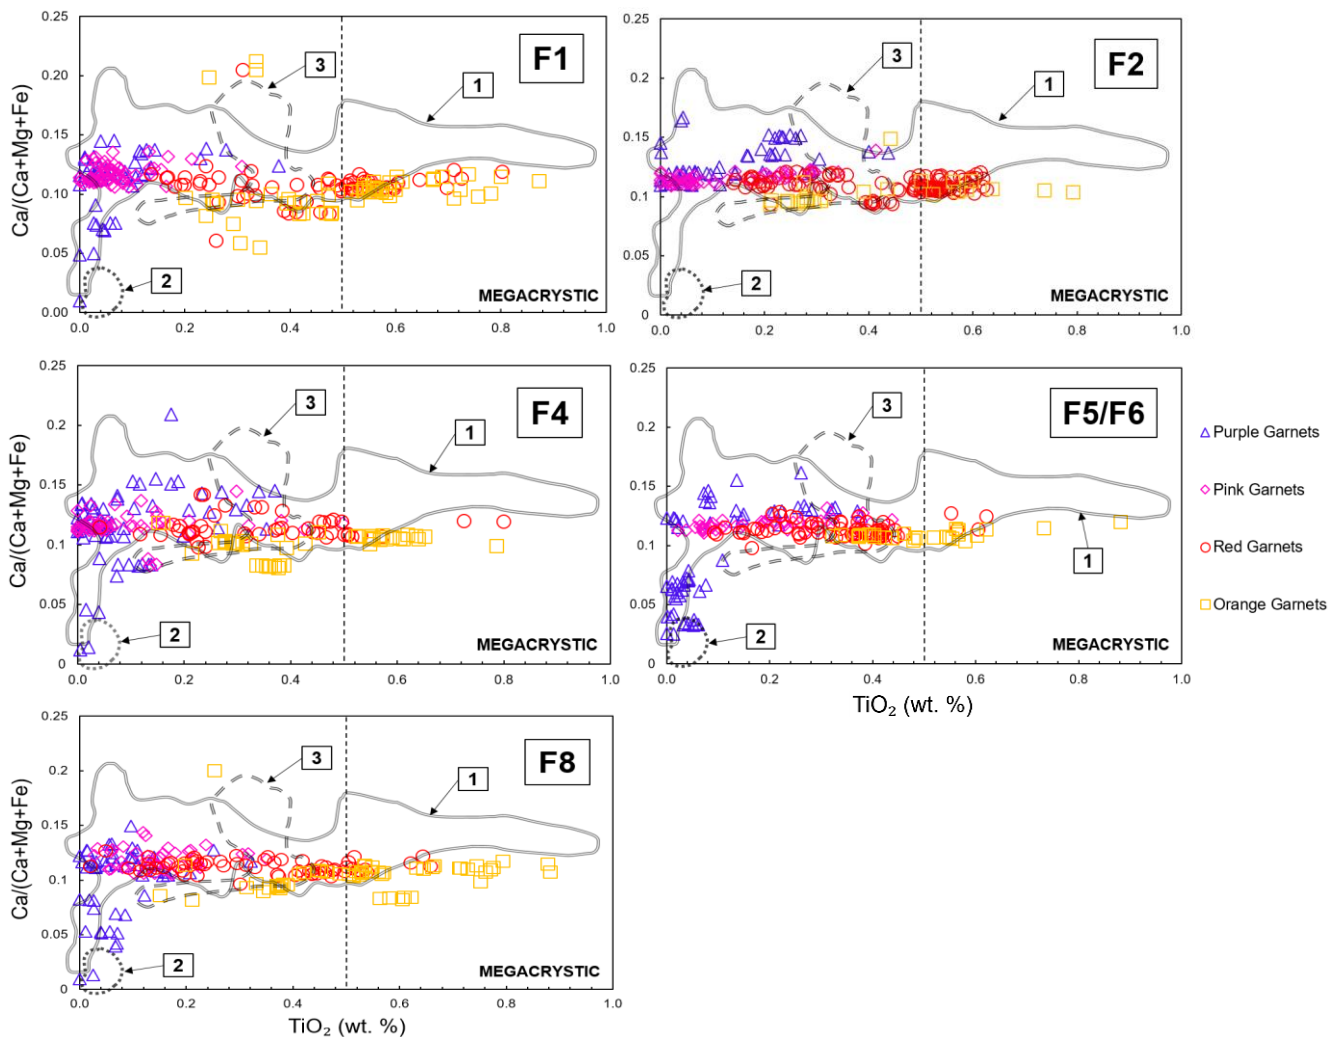 0.25
0.20
0.15
0.10
0.05
0.00
Ca/(Ca+Mg+Fe)
F1
3
1
2
MEGACRYSTIC
0.0 0.2 0.4 0.6 0.8 1.0
0.25
0.2
0.15
0.1
0.05
0
F2
3
1
2
MEGACRYSTIC
0.0 0.2 0.4 0.6 0.8 1.0
0.25
0.2
0.15
0.1
0.05
0
Ca/(Ca+Mg+Fe)
F4
3
1
2
MEGACRYSTIC
0.0 0.2 0.4 0.6 0.8 1.0
0.25
0.2
0.15
0.1
0.05
0
F5/F6
3
1
2
MEGACRYSTIC
0.0 0.2 0.4 0.6 0.8 1.0
TiO₂ (wt. %)
Purple Garnets
Pink Garnets
Red Garnets
Orange Garnets
0.25
0.2
0.15
0.1
0.05
0
Ca/(Ca+Mg+Fe)
F8
3
1
2
MEGACRYSTIC
0.0 0.2 0.4 0.6 0.8 1.0
TiO₂ (wt. %)